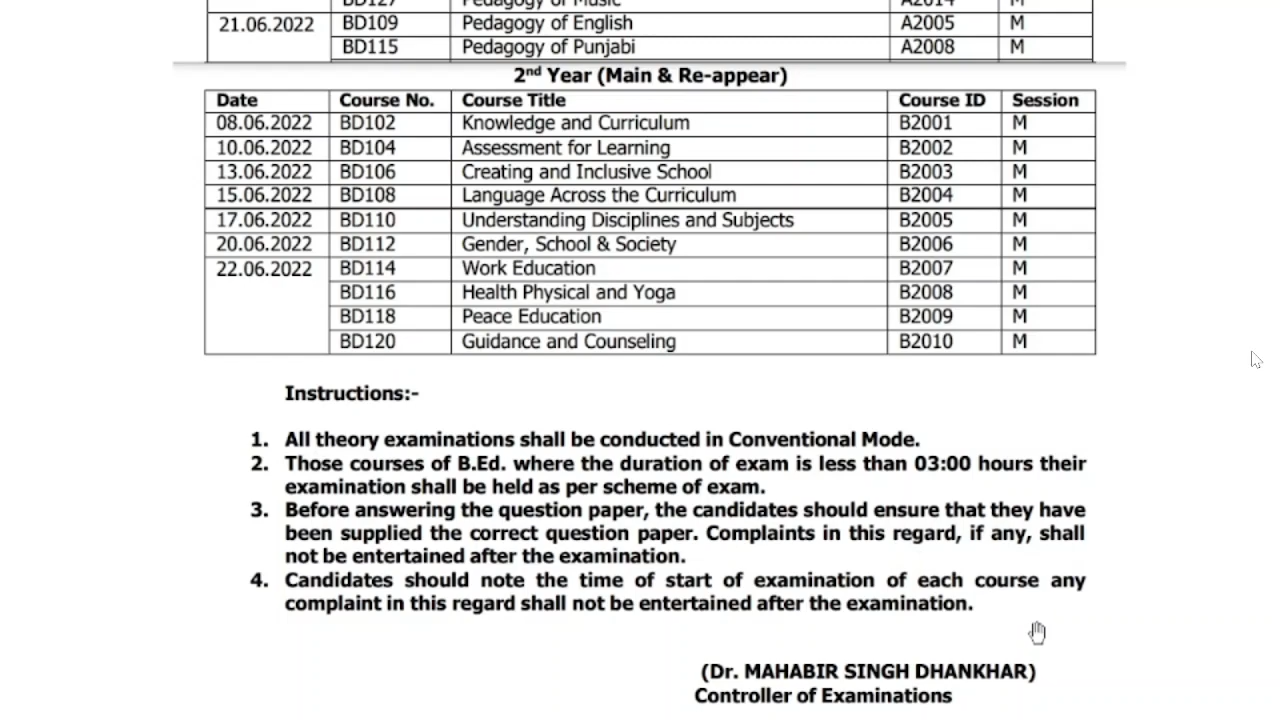 BD127 Pedagogy of Music A2014 M
21.06.2022 BD109 Pedagogy of English A2005 M
BD115 Pedagogy of Punjabi A2008 M
2nd Year (Main & Re-appear)
Date Course No. Course Title Course ID Session
08.06.2022 BD102 Knowledge and Curriculum B2001 M
10.06.2022 BD104 Assessment for Learning B2002 M
13.06.2022 BD106 Creating and Inclusive School B2003 M
15.06.2022 BD108 Language Across the Curriculum B2004 M
17.06.2022 BD110 Understanding Disciplines and Subjects B2005 M
20.06.2022 BD112 Gender, School & Society B2006 M
22.06.2022 BD114 Work Education B2007 M
BD116 Health Physical and Yoga B2008 M
BD118 Peace Education B2009 M
BD120 Guidance and Counseling B2010 M
Instructions:-
1. All theory examinations shall be conducted in Conventional Mode.
2. Those courses of B.Ed. where the duration of exam is less than 03:00 hours their
examination shall be held as per scheme of exam.
3. Before answering the question paper, the candidates should ensure that they have
been supplied the correct question paper. Complaints in this regard, if any, shall
not be entertained after the examination.
4. Candidates should note the time of start of examination of each course any
complaint in this regard shall not be entertained after the examination.
(Dr. MAHABIR SINGH DHANKHAR)
Controller of Examinations